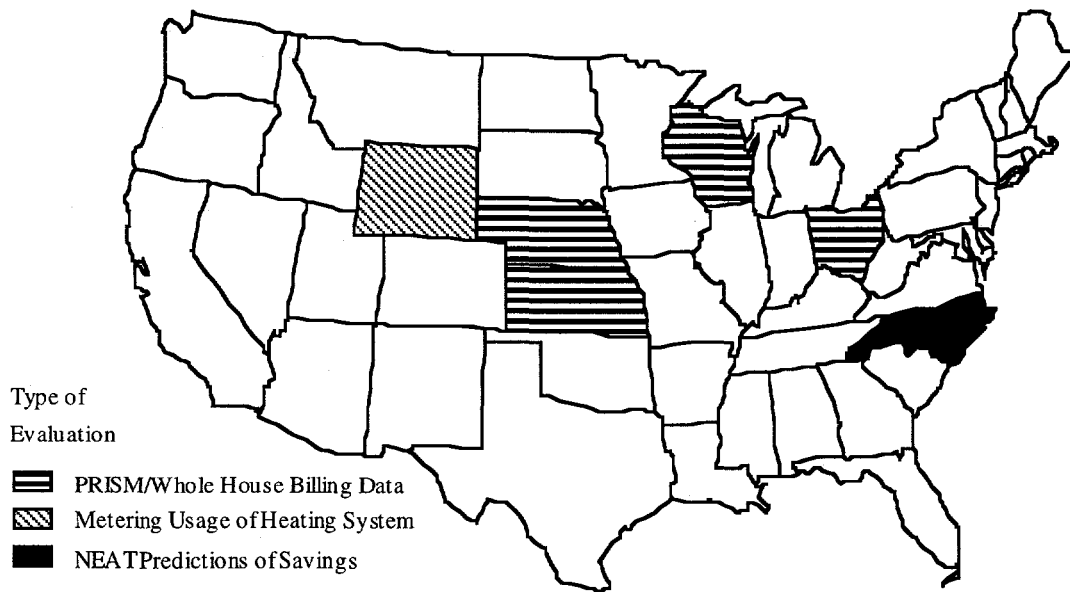 Type of
Evaluation
PRISM/Whole House Billing Data
Metering Usage of Heating System
NEATPredictions of Savings